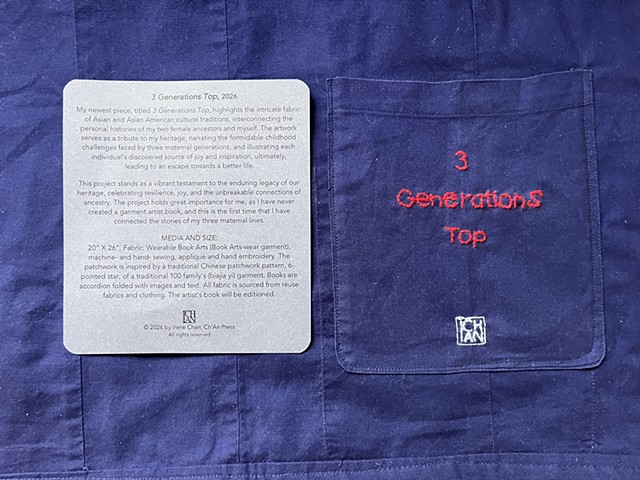 3 Generations Top, 2026
My newest piece, titled 3 Generations Top, highlights the intricate fabric
of Asian and Asian American cultural traditions, interconnecting the
personal histories of my two female ancestors and myself. The artwork
serves as a tribute to my heritage, narrating the formidable childhood
challenges faced by three maternal generations, and illustrating each
individual's discovered source of joy and inspiration, ultimately,
leading to an escape towards a better life.
This project stands as a vibrant testament to the enduring legacy of our
heritage, celebrating resilience, joy, and the unbreakable connections of
ancestry. The project holds great importance for me, as I have never
created a garment artist book, and this is the first time that I have
connected the stories of my three maternal lines.
MEDIA AND SIZE:
20" X 26", Fabric: Wearable Book Arts (Book Arts-wear garment),
machine- and hand- sewing, applique and hand embroidery. The
patchwork is inspired by a traditional Chinese patchwork pattern, 6-
pointed star, of a traditional 100 family's (biajia yi) garment. Books are
accordion folded with images and text. All fabric is sourced from reuse
fabrics and clothing. The artist's book will be editioned.
© 2026 by Irene Chan, Ch'An Press
All rights reserved
3
Generations
Top
CH
AN